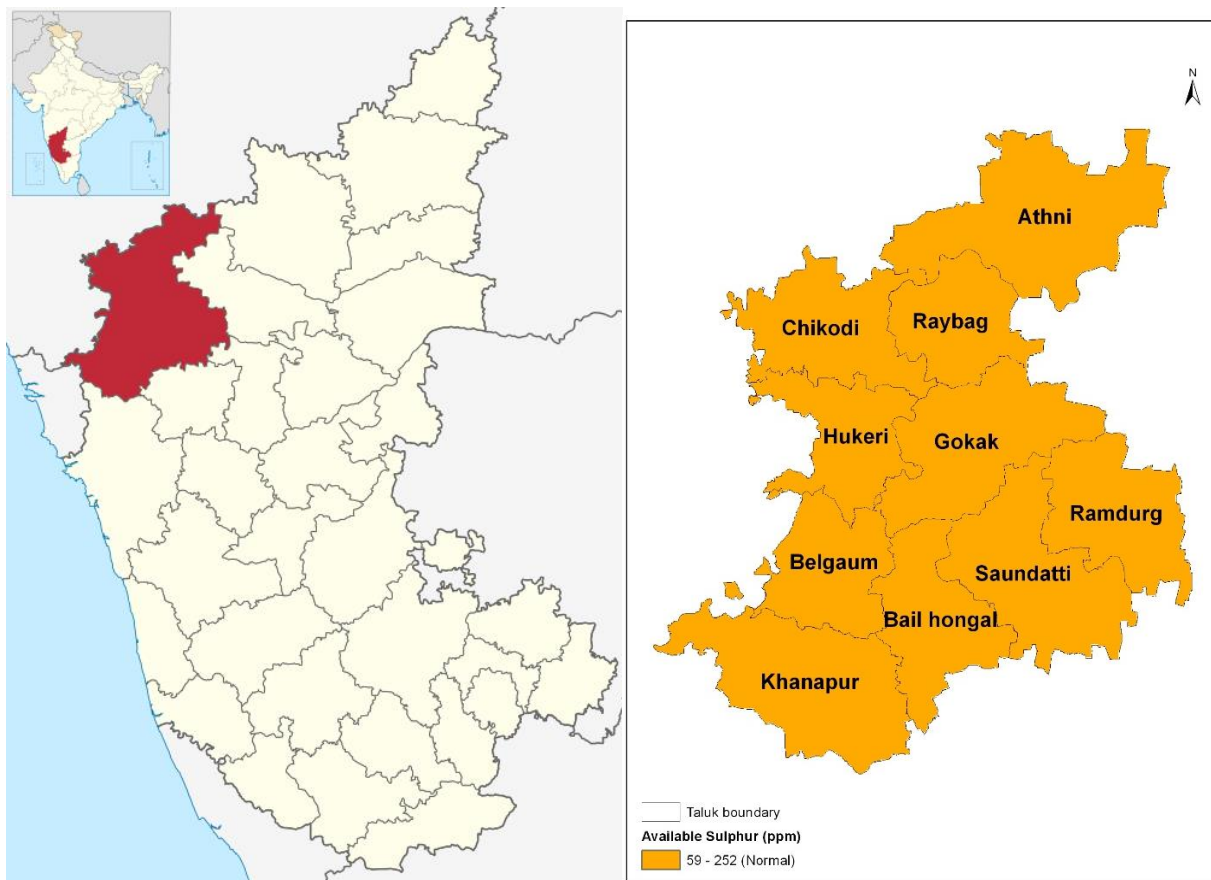 N
Athni
Chikodi
Raybag
Hukeri
Gokak
Ramdurg
Belgaum
Saundatti
Bail hongal
Khanapur
Taluk boundary
Available Sulphur (ppm)
59 - 252 (Normal)